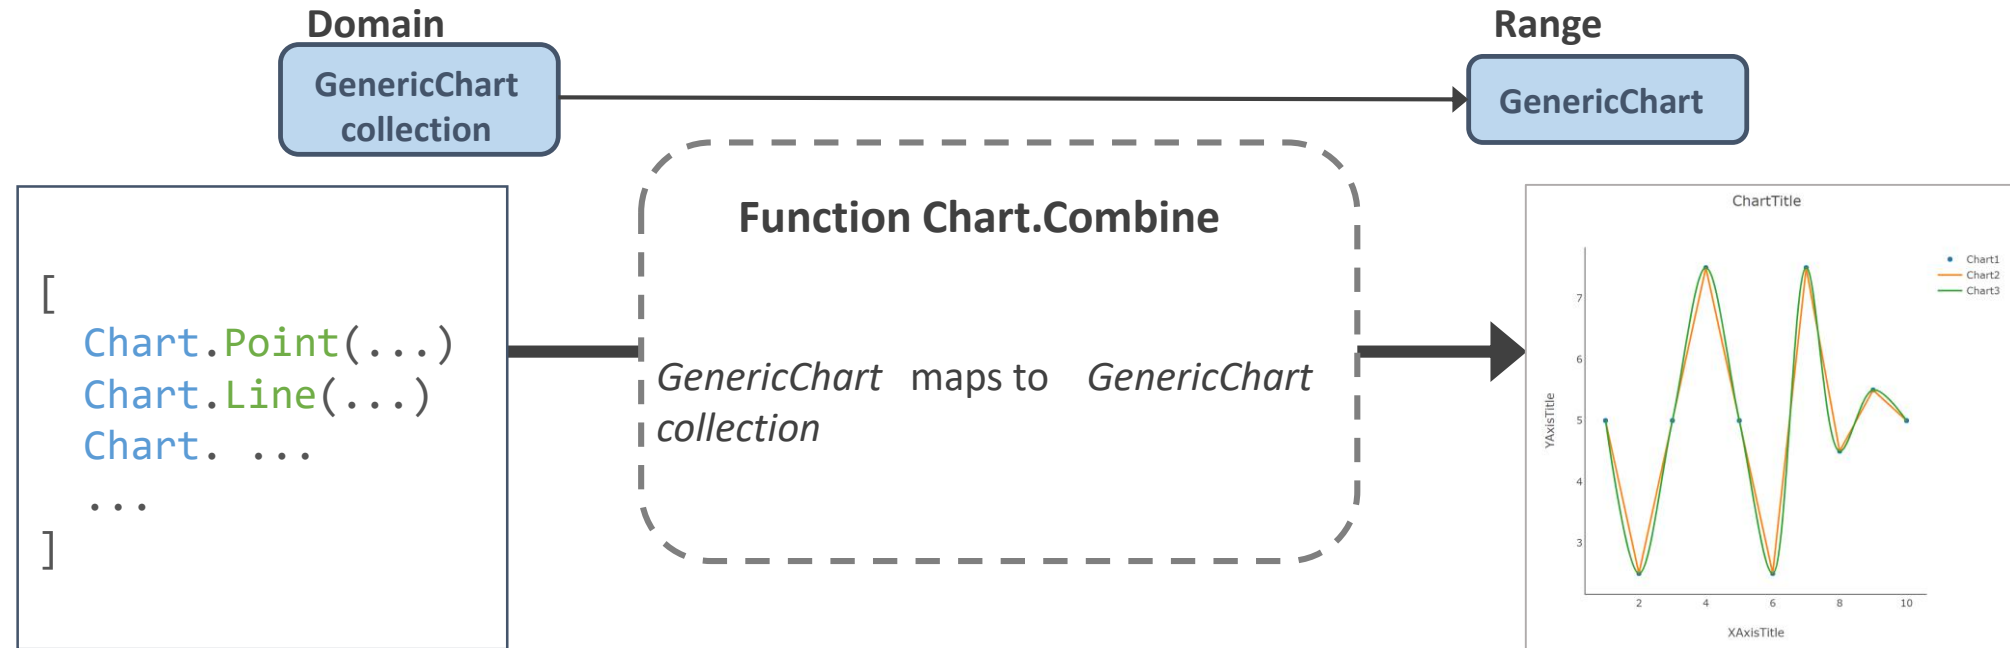 Domain
Range
GenericChart
collection
GenericChart
Function Chart.Combine
GenericChart maps to GenericChart
collection
[
Chart.Point(...)
Chart.Line(...)
Chart. ...
...
]
ChartTitle
Chart1
Chart2
Chart3
7
6
5
4
3
YAxisTitle
2 4 6 8 10
XAxisTitle